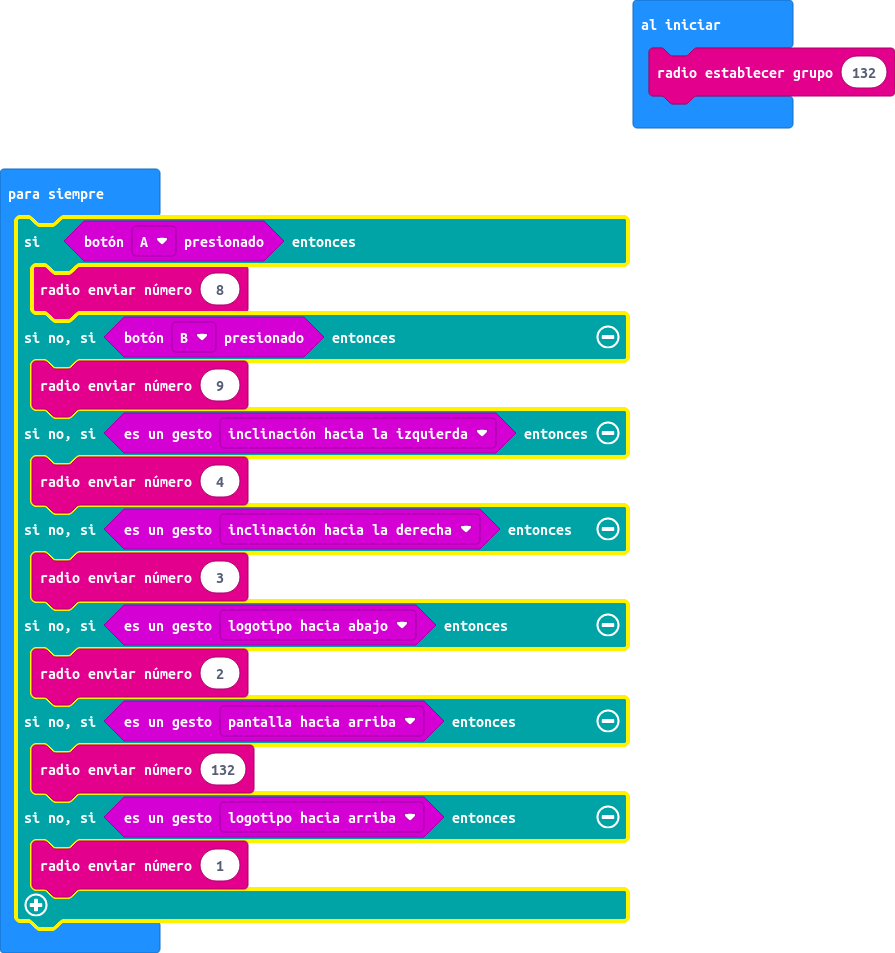 al iniciar
radio establecer grupo 132
para siempre
si botón A presionado entonces
radio enviar número 8
si no, si botón B presionado entonces
radio enviar número 9
si no, si es un gesto inclinación hacia la izquierda entonces
radio enviar número 4
si no, si es un gesto inclinación hacia la derecha entonces
radio enviar número 3
si no, si es un gesto logotipo hacia abajo entonces
radio enviar número 2
si no, si es un gesto pantalla hacia arriba entonces
radio enviar número 132
si no, si es un gesto logotipo hacia arriba entonces
radio enviar número 1